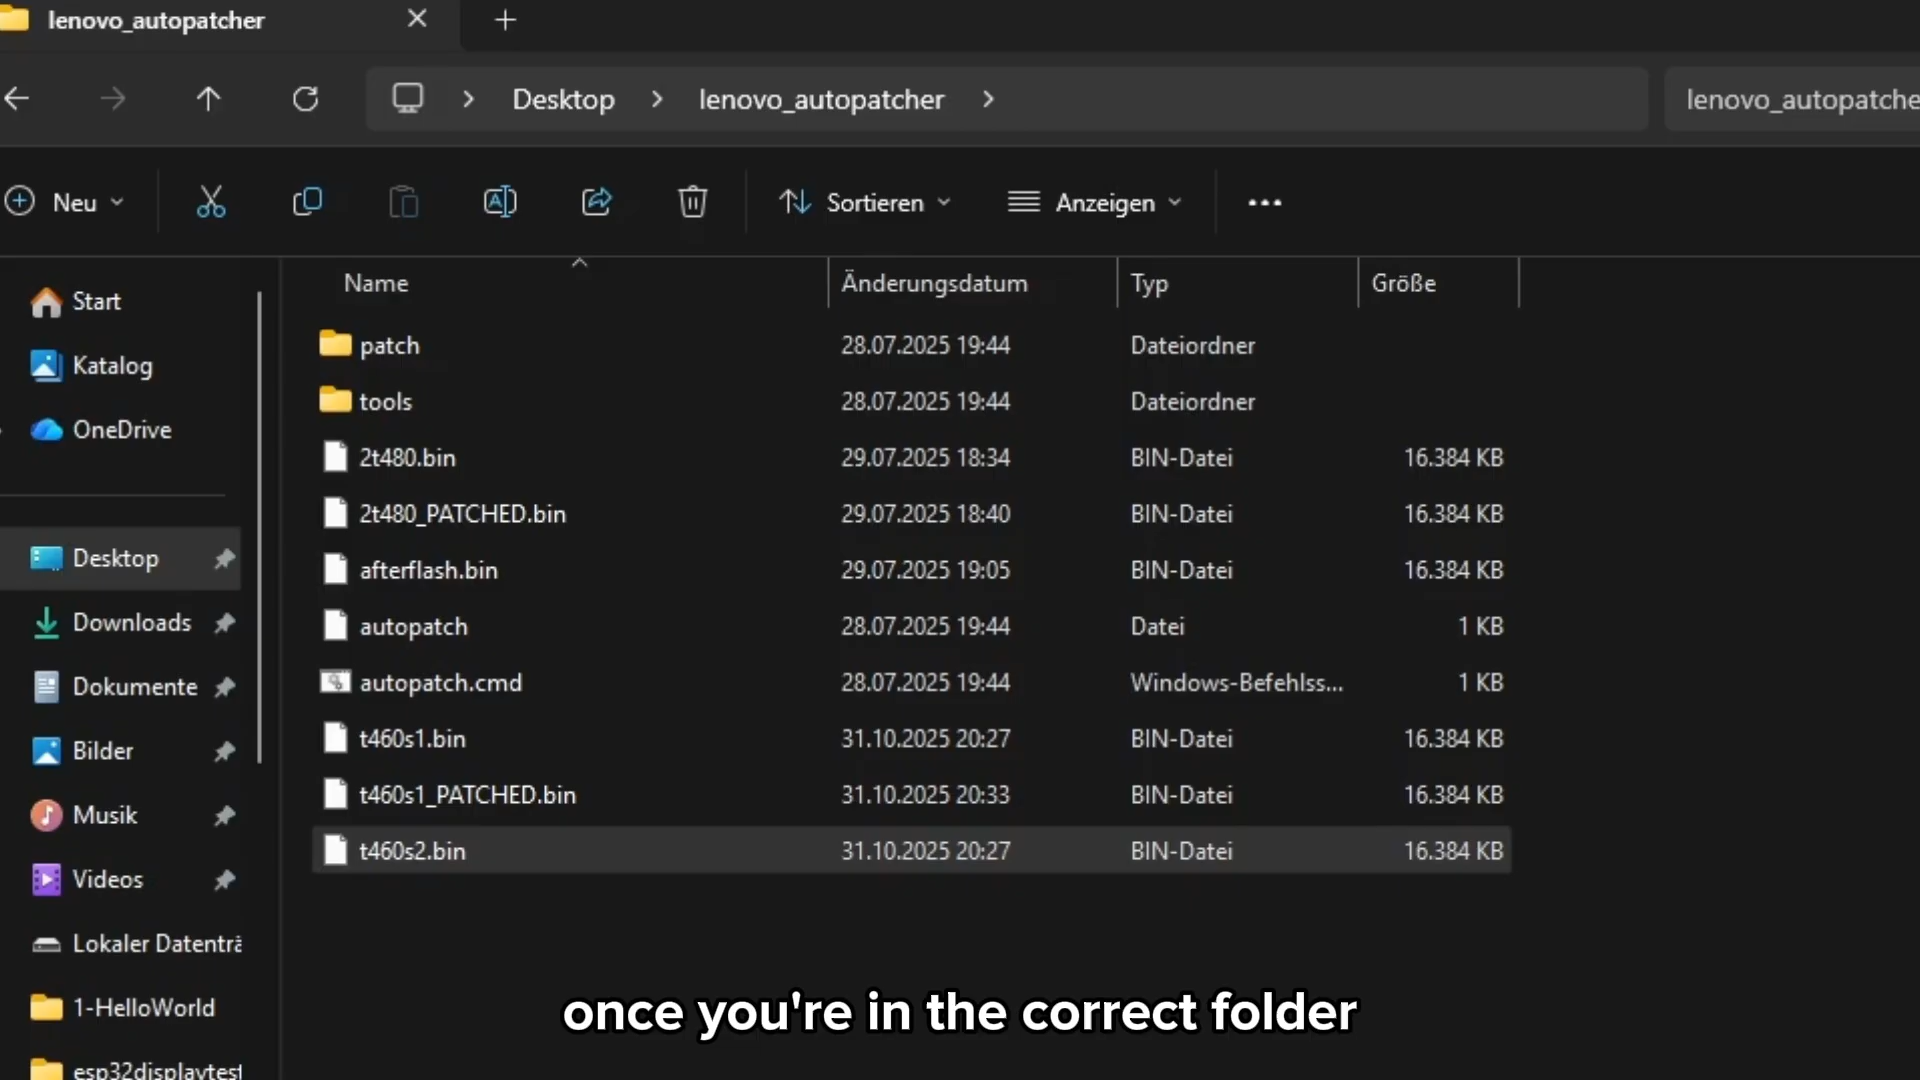 lenovo_autopatcher
Desktop
lenovo_autopatcher
lenovo_autopatche
Neu
Sortieren
Anzeigen
Name
Änderungsdatum
Typ
Größe
Start
Katalog
OneDrive
Desktop
Downloads
Dokumente
Bilder
Musik
Videos
Lokaler Datenträ
1-HelloWorld
esp32displaytest
patch 28.07.2025 19:44 Dateiordner
tools 28.07.2025 19:44 Dateiordner
2t480.bin 29.07.2025 18:34 BIN-Datei 16.384 KB
2t480_PATCHED.bin 29.07.2025 18:40 BIN-Datei 16.384 KB
afterflash.bin 29.07.2025 19:05 BIN-Datei 16.384 KB
autopatch 28.07.2025 19:44 Datei 1 KB
autopatch.cmd 28.07.2025 19:44 Windows-Befehlss... 1 KB
t460s1.bin 31.10.2025 20:27 BIN-Datei 16.384 KB
t460s1_PATCHED.bin 31.10.2025 20:33 BIN-Datei 16.384 KB
t460s2.bin 31.10.2025 20:27 BIN-Datei 16.384 KB
once you're in the correct folder